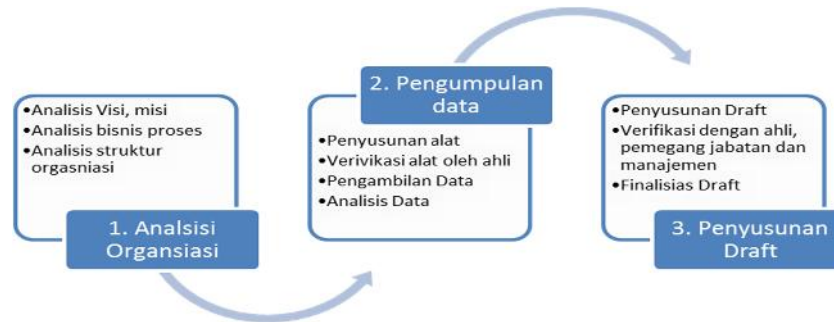 •Analisis Visi, misi
•Analisis bisnis proses
•Analisis struktur
orgasniasi
1. Analsisi
Organsiasi
2. Pengumpulan
data
•Penyusunan alat
•Verivikasi alat oleh ahli
•Pengambilan Data
•Analisis Data
•Penyusunan Draft
•Verifikasi dengan ahli,
pemegang jabatan dan
manajemen
•Finalisias Draft
3. Penyusunan
Draft